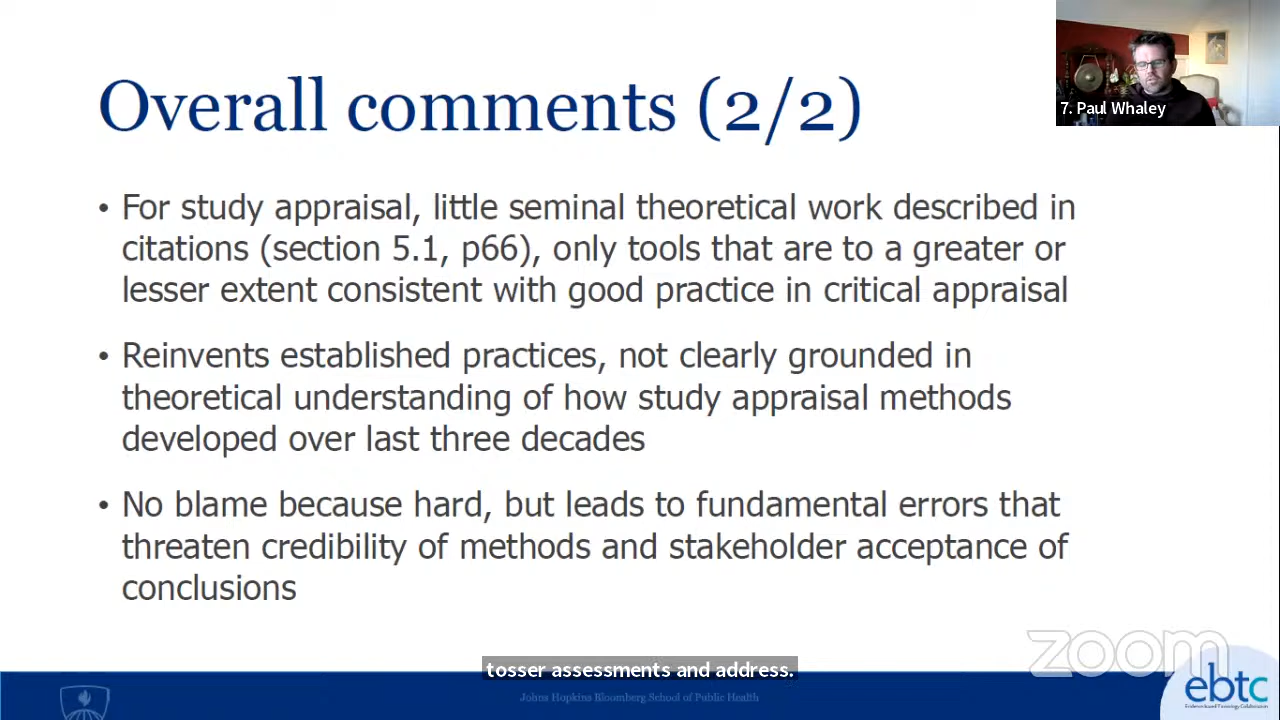 Overall comments (2/2)
7. Paul Whaley
• For study appraisal, little seminal theoretical work described in
citations (section 5.1, p66), only tools that are to a greater or
lesser extent consistent with good practice in critical appraisal
• Reinvents established practices, not clearly grounded in
theoretical understanding of how study appraisal methods
developed over last three decades
• No blame because hard, but leads to fundamental errors that
threaten credibility of methods and stakeholder acceptance of
conclusions
zoom
tosser assessments and address.
Johns Hopkins Bloomberg School of Public Health
ebtc
Evidence-based Toxicology Collaboration